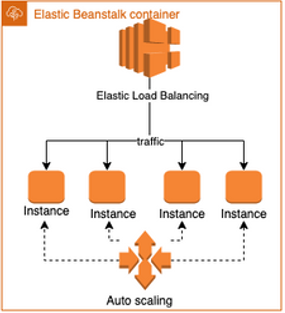 Elastic Beanstalk container
Elastic Load Balancing
traffic
Instance
Instance
Instance
Instance
Auto scaling